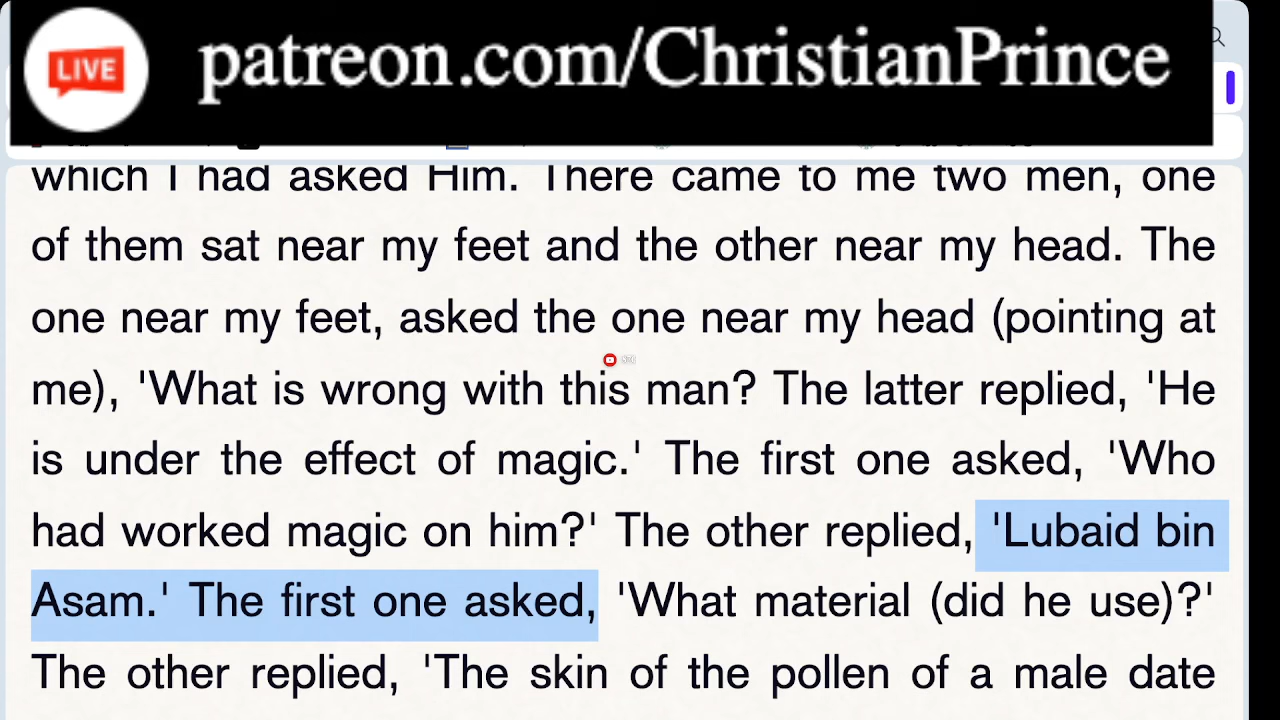 LIVE
patreon.com/ChristianPrince
which I had asked Him. There came to me two men, one
of them sat near my feet and the other near my head. The
one near my feet, asked the one near my head (pointing at
me), 'What is wrong with this man? The latter replied, 'He
is under the effect of magic.' The first one asked, 'Who
had worked magic on him?' The other replied, 'Lubaid bin
Asam.' The first one asked, 'What material (did he use)?'
The other replied, 'The skin of the pollen of a male date